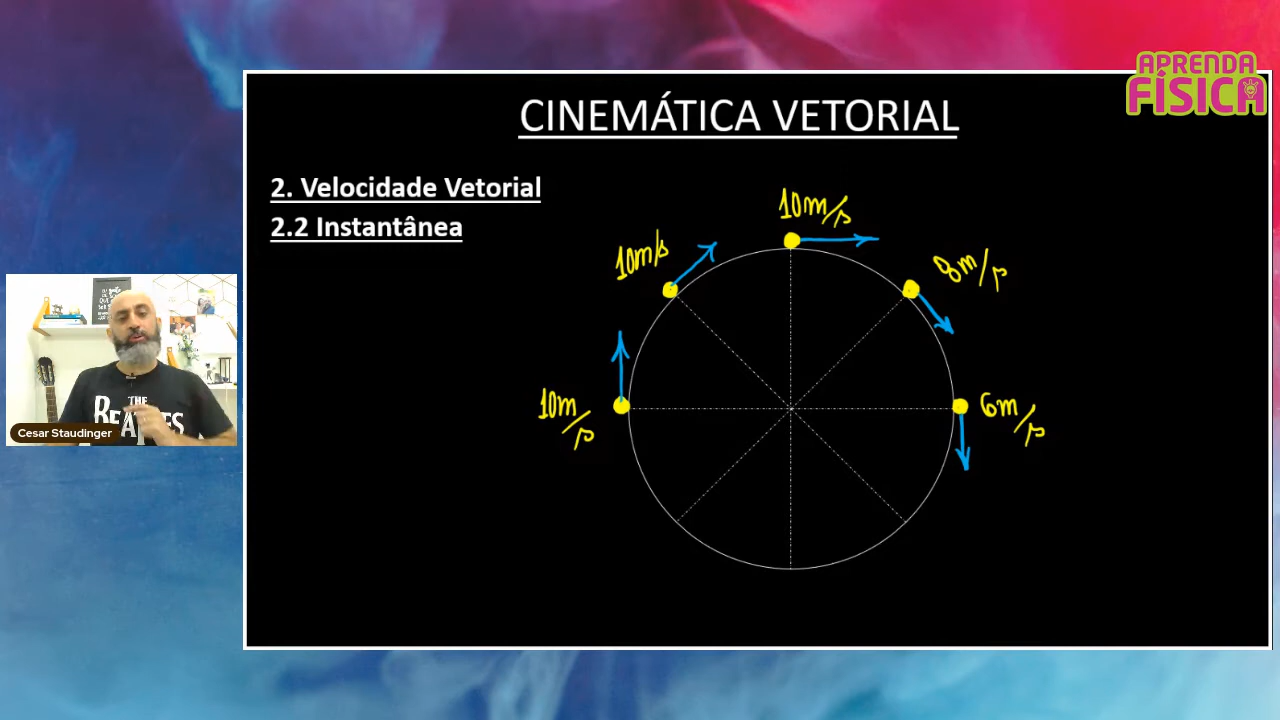 APRENDA
FÍSICA
CINEMÁTICA VETORIAL
2. Velocidade Vetorial
2.2 Instantânea
10m/s
10m/s
8m/s
10m/s
6m/s
THE
BEATLES
Cesar Staudinger